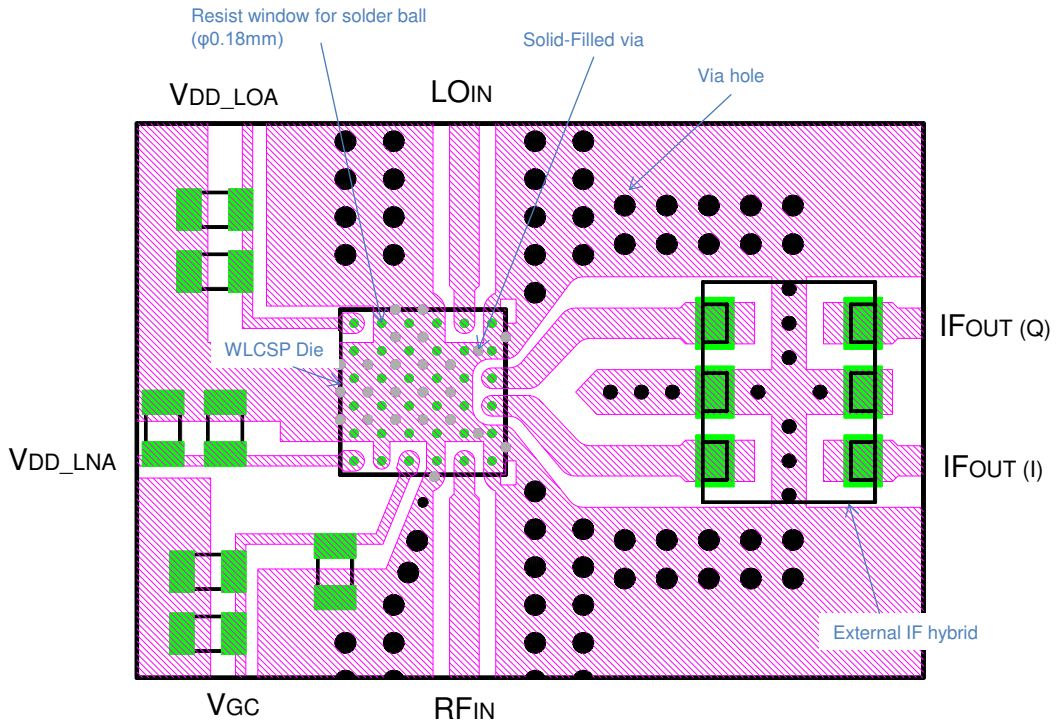 Resist window for solder ball
(φ0.18mm)
Solid-Filled via
Via hole
VDD_LOA
LOIN
WLCSP Die
IFOUT (Q)
VDD_LNA
IFOUT (I)
External IF hybrid
VGC
RFIN